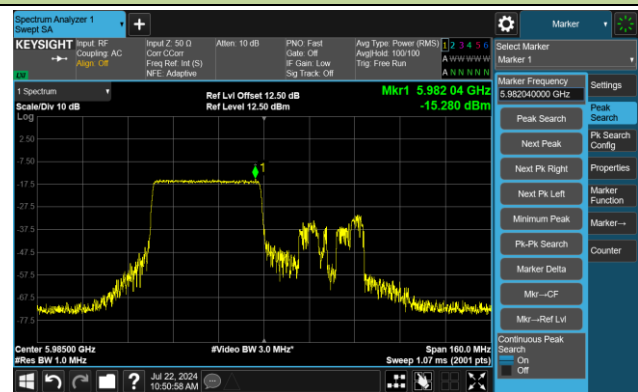 Spectrum Analyzer 1
Swept SA
Marker
KEYSIGHT
Input: RF
Coupling: AC
Align: Off
Input Z: 50 Ω
Corr CCorr
Freq Ref: Int (S)
NFE: Adaptive
Atten: 10 dB
PNO: Fast
Gate: Off
IF Gain: Low
Sig Track: Off
Avg Type: Power (RMS)
Avg|Hold: 100/100
Trig: Free Run
1 2 3 4 5 6
A W W W W W
A N N N N N
LXI
Select Marker
Marker 1
1 Spectrum
Scale/Div 10 dB
Log
Ref Lvl Offset 12.50 dB
Ref Level 12.50 dBm
Mkr1 5.982 04 GHz
-15.280 dBm
2.50
-7.50
-17.5
-27.5
-37.5
-47.5
-57.5
-67.5
-77.5
1
Center 5.98500 GHz
#Res BW 1.0 MHz
#Video BW 3.0 MHz*
Span 160.0 MHz
Sweep 1.07 ms (2001 pts)
Marker Frequency
5.982040000 GHz
Peak Search
Next Peak
Next Pk Right
Next Pk Left
Minimum Peak
Pk-Pk Search
Marker Delta
Mkr→CF
Mkr→Ref Lvl
Continuous Peak
Search
On
Off
Settings
Peak
Search
Pk Search
Config
Properties
Marker
Function
Marker→
Counter
Jul 22, 2024
10:50:58 AM